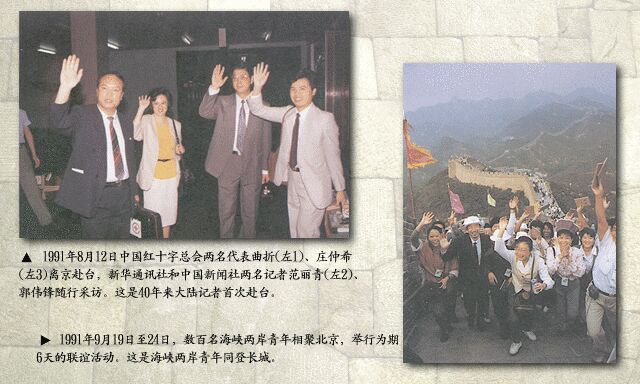 ▲ 1991年8月12日中国红十字总会两名代表曲折(左1)、庄仲希
(左3)离京赴台，新华通讯社和中国新闻社两名记者范丽青(左2)、
郭伟锋随行采访。这是40年来大陆记者首次赴台。
▶ 1991年9月19日至24日，数百名海峡两岸青年相聚北京，举行为期
6天的联谊活动。这是海峡两岸青年同登长城。